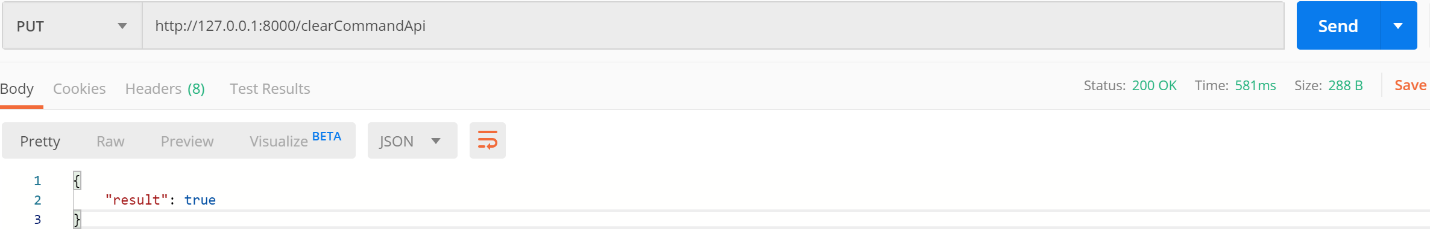 PUT http://127.0.0.1:8000/clearCommandApi Send
Body Cookies Headers (8) Test Results Status: 200 OK Time: 581ms Size: 288 B Save
Pretty Raw Preview Visualize BETA JSON
1 {
2 "result": true
3 }